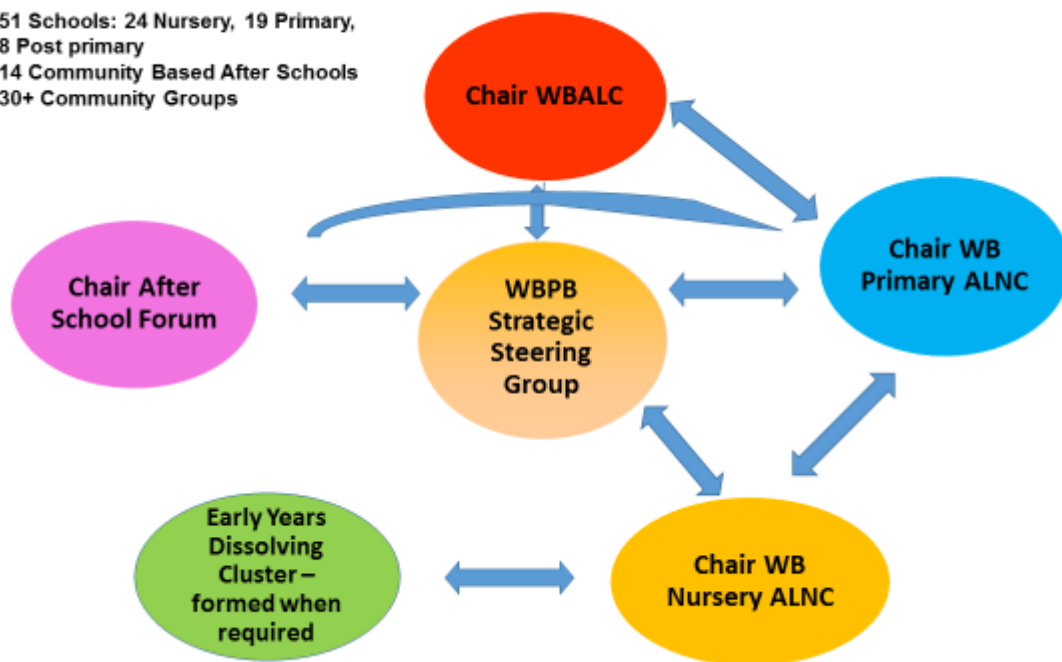 51 Schools: 24 Nursery, 19 Primary,
8 Post primary
14 Community Based After Schools
30+ Community Groups
Chair WBALC
Chair After
School Forum
WBPB
Strategic
Steering
Group
Chair WB
Primary ALNC
Early Years
Dissolving
Cluster –
formed when
required
Chair WB
Nursery ALNC